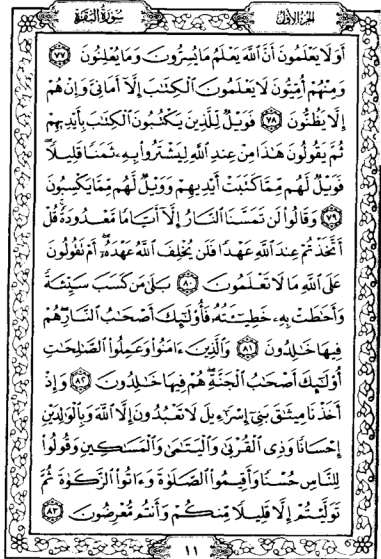 الجزء الأول
سورة البقرة
أَوَلَا يَعْلَمُونَ أَنَّ ٱللَّهَ يَعْلَمُ مَا يُسِرُّونَ وَمَا يُعْلِنُونَ ٧٧
وَمِنْهُمْ أُمِّيُّونَ لَا يَعْلَمُونَ ٱلْكِتَٰبَ إِلَّآ أَمَانِىَّ وَإِنْ هُمْ
إِلَّا يَظُنُّونَ ٧٨ فَوَيْلٌ لِّلَّذِينَ يَكْتُبُونَ ٱلْكِتَٰبَ بِأَيْدِيهِمْ
ثُمَّ يَقُولُونَ هَٰذَا مِنْ عِندِ ٱللَّهِ لِيَشْتَرُوا۟ بِهِۦ ثَمَنًا قَلِيلًا ۖ
فَوَيْلٌ لَّهُم مِّمَّا كَتَبَتْ أَيْدِيهِمْ وَوَيْلٌ لَّهُم مِّمَّا يَكْسِبُونَ
٧٩ وَقَالُوا۟ لَن تَمَسَّنَا ٱلنَّارُ إِلَّآ أَيَّامًا مَّعْدُودَةً ۚ قُلْ
أَتَّخَذْتُمْ عِندَ ٱللَّهِ عَهْدًا فَلَن يُخْلِفَ ٱللَّهُ عَهْدَهُۥٓ ۖ أَمْ تَقُولُونَ
عَلَى ٱللَّهِ مَا لَا تَعْلَمُونَ ٨٠ بَلَىٰ مَن كَسَبَ سَيِّئَةً
وَأَحَٰطَتْ بِهِۦ خَطِيٓـَٔتُهُۥ فَأُو۟لَٰٓئِكَ أَصْحَٰبُ ٱلنَّارِ ۖ هُمْ
فِيهَا خَٰلِدُونَ ٨١ وَٱلَّذِينَ ءَامَنُوا۟ وَعَمِلُوا۟ ٱلصَّٰلِحَٰتِ
أُو۟لَٰٓئِكَ أَصْحَٰبُ ٱلْجَنَّةِ ۖ هُمْ فِيهَا خَٰلِدُونَ ٨٢ وَإِذْ
أَخَذْنَا مِيثَٰقَ بَنِىٓ إِسْرَٰٓءِيلَ لَا تَعْبُدُونَ إِلَّا ٱللَّهَ وَبِٱلْوَٰلِدَيْنِ
إِحْسَانًا وَذِى ٱلْقُرْبَىٰ وَٱلْيَتَٰمَىٰ وَٱلْمَسَٰكِينِ وَقُولُوا۟
لِلنَّاسِ حُسْنًا وَأَقِيمُوا۟ ٱلصَّلَوٰةَ وَءَاتُوا۟ ٱلزَّكَوٰةَ ثُمَّ
تَوَلَّيْتُمْ إِلَّا قَلِيلًا مِّنكُمْ وَأَنتُم مُّعْرِضُونَ ٨٣
١١